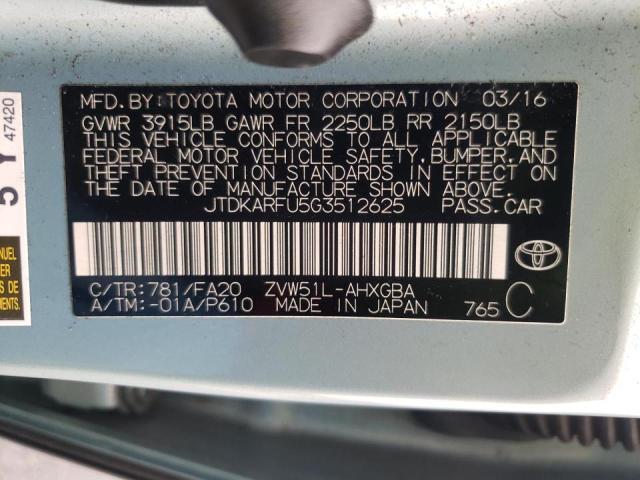 MFD.BY: TOYOTA MOTOR CORPORATION 03/16
GVWR 3915LB GAWR FR 2250LB RR 2150LB
THIS VEHICLE CONFORMS TO ALL APPLICABLE
FEDERAL MOTOR VEHICLE SAFETY, BUMPER, AND
THEFT PREVENTION STANDARDS IN EFFECT ON
THE DATE OF MANUFACTURE SHOWN ABOVE.
JTDKARFU5G3512625 PASS.CAR
C/TR:781/FA20 ZVW51L-AHXGBA
A/TM:-01A/P610 MADE IN JAPAN 765 C
5 Y
47420